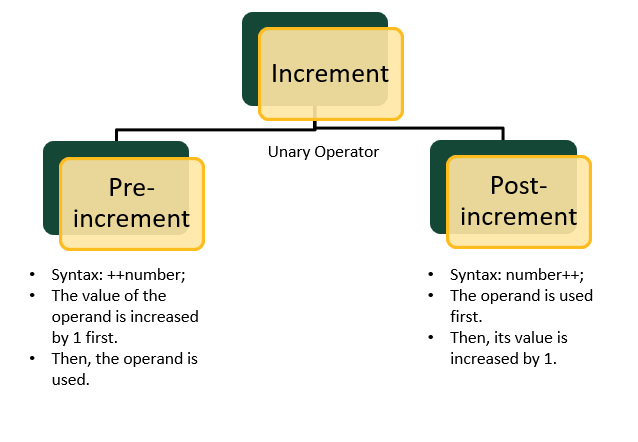 Increment
Unary Operator
Pre-
increment
• Syntax: ++number;
• The value of the
operand is increased
by 1 first.
• Then, the operand is
used.
Post-
increment
• Syntax: number++;
• The operand is used
first.
• Then, its value is
increased by 1.